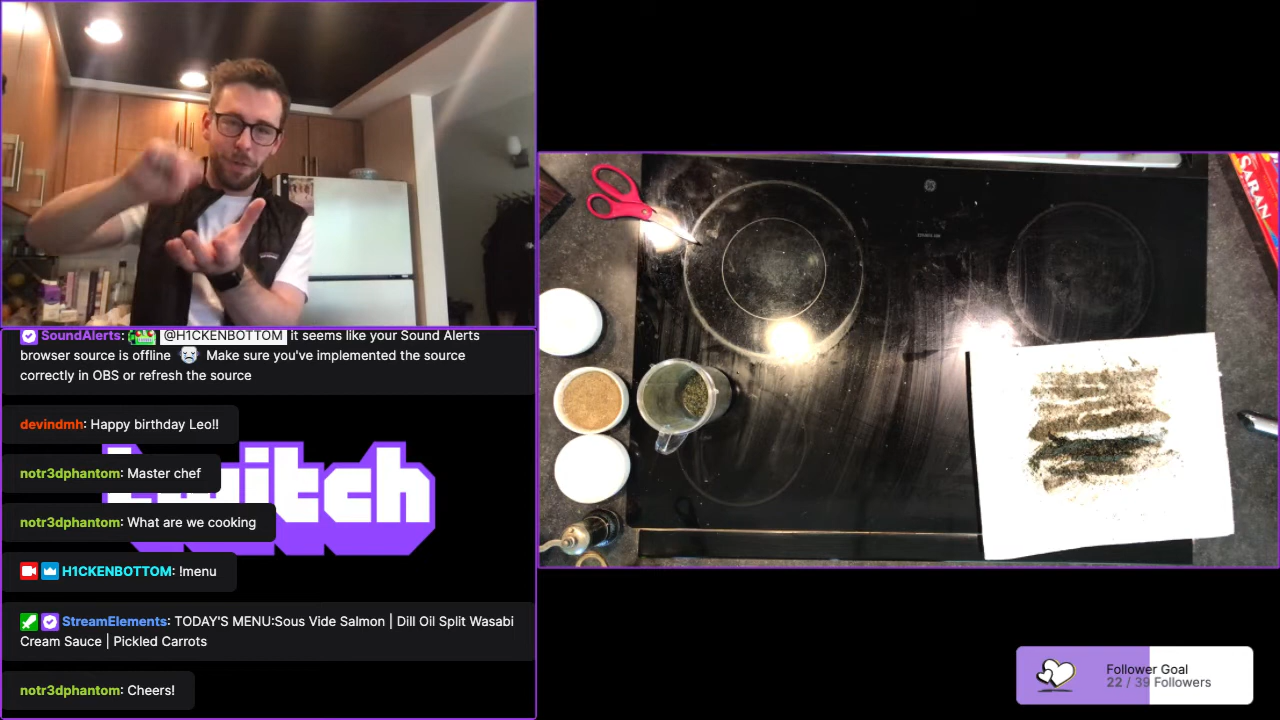 SoundAlerts: @H1CKENBOTTOM it seems like your Sound Alerts
browser source is offline Make sure you've implemented the source
correctly in OBS or refresh the source
devindmh: Happy birthday Leo!!
notr3dphantom: Master chef
twitch
notr3dphantom: What are we cooking
H1CKENBOTTOM: !menu
StreamElements: TODAY'S MENU:Sous Vide Salmon | Dill Oil Split Wasabi
Cream Sauce | Pickled Carrots
notr3dphantom: Cheers!
SARAN
Follower Goal
22 / 39 Followers